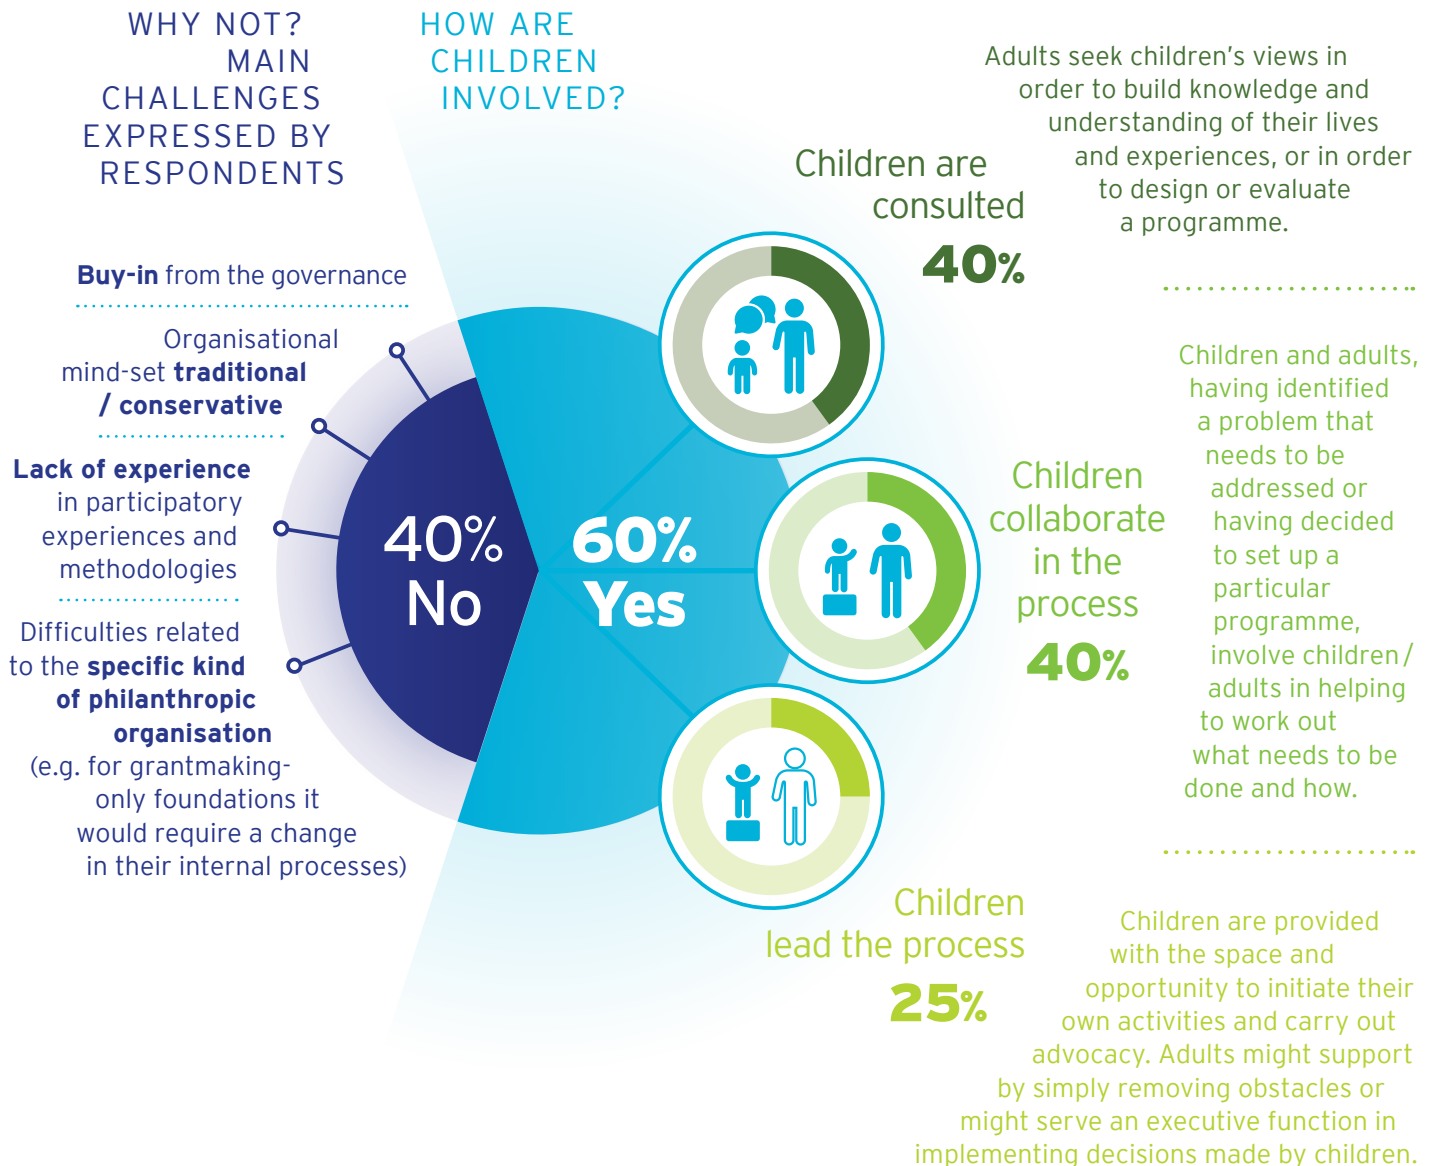 WHY NOT?
MAIN
CHALLENGES
EXPRESSED BY
RESPONDENTS
Buy-in from the governance
Organisational
mind-set traditional
/ conservative
Lack of experience
in participatory
experiences and
methodologies
Difficulties related
to the specific kind
of philanthropic
organisation
(e.g. for grantmaking-
only foundations it
would require a change
in their internal processes)
40%
No
HOW ARE
CHILDREN
INVOLVED?
60%
Yes
Children are
consulted
40%
Adults seek children’s views in
order to build knowledge and
understanding of their lives
and experiences, or in order
to design or evaluate
a programme.
Children
collaborate
in the
process
40%
Children and adults,
having identified
a problem that
needs to be
addressed or
having decided
to set up a
particular
programme,
involve children/
adults in helping
to work out
what needs to be
done and how.
Children
lead the process
25%
Children are provided
with the space and
opportunity to initiate their
own activities and carry out
advocacy. Adults might support
by simply removing obstacles or
might serve an executive function in
implementing decisions made by children.